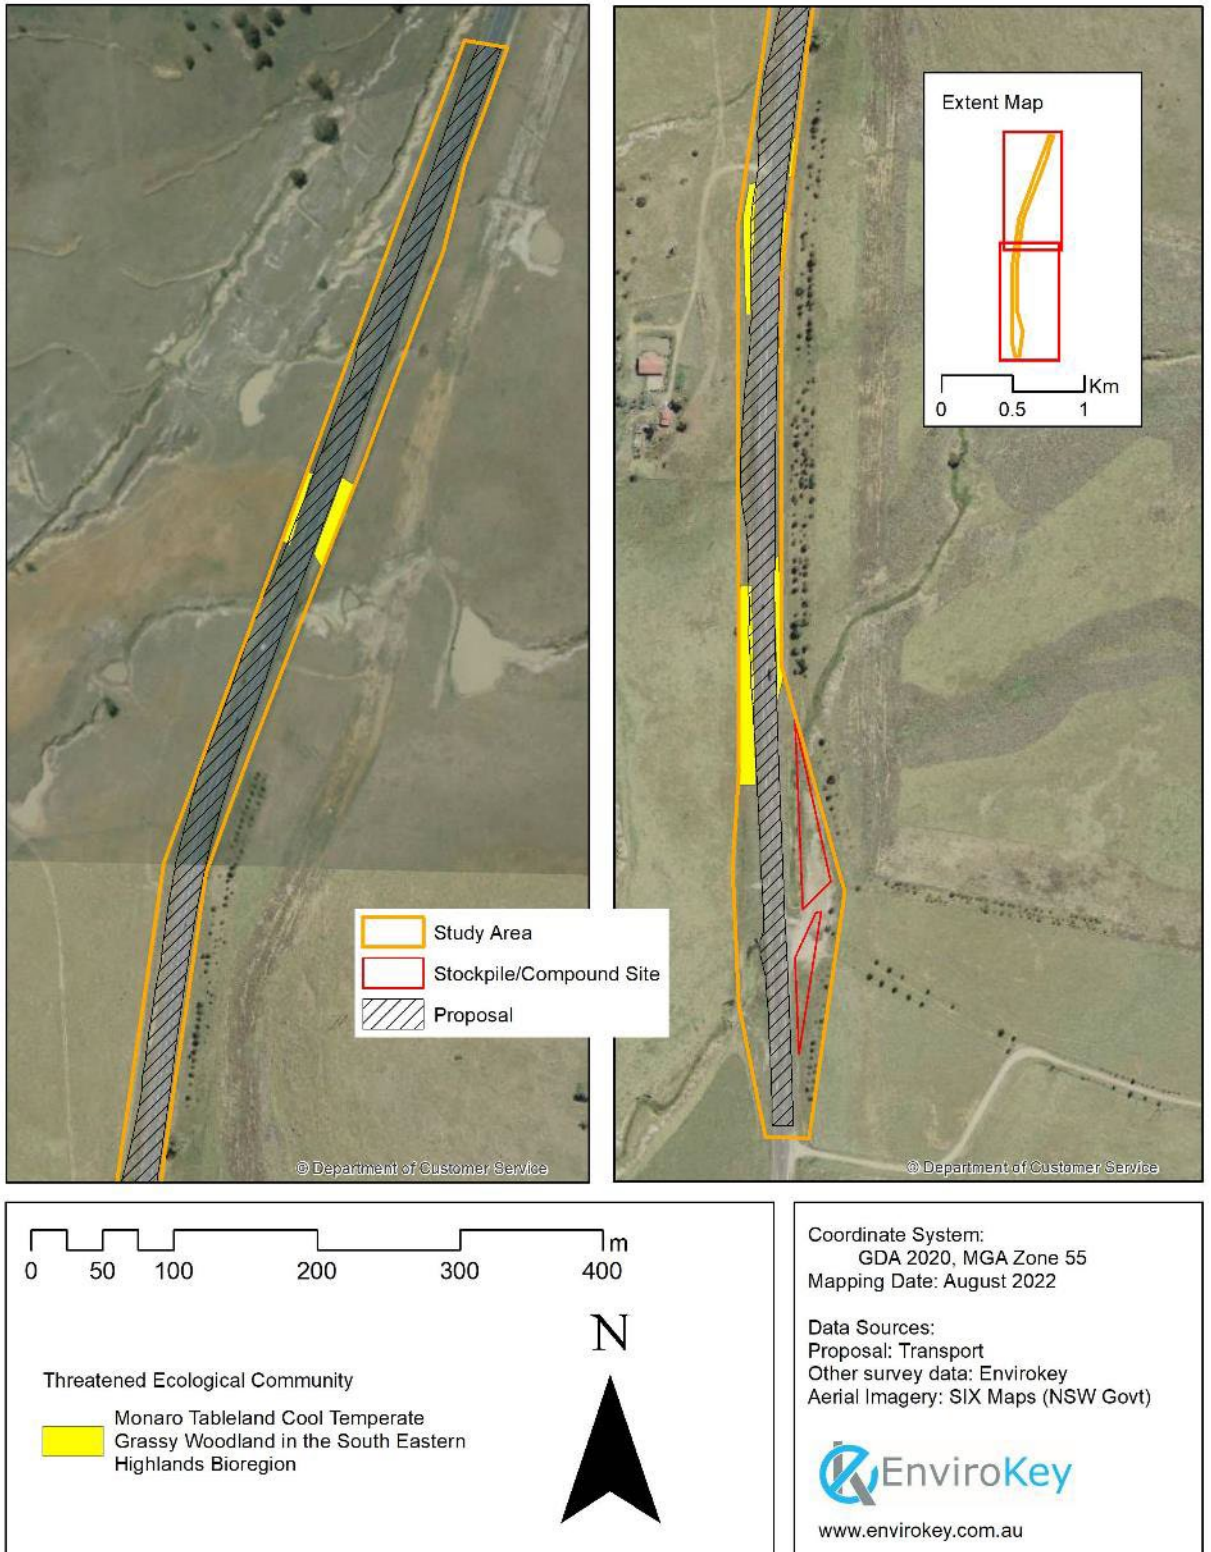 Extent Map
Km
0 0.5 1
Study Area
Stockpile/Compound Site
Proposal
© Department of Customer Service
© Department of Customer Service
m
0 50 100 200 300 400
N
Threatened Ecological Community
Monaro Tableland Cool Temperate
Grassy Woodland in the South Eastern
Highlands Bioregion
Coordinate System:
GDA 2020, MGA Zone 55
Mapping Date: August 2022
Data Sources:
Proposal: Transport
Other survey data: Envirokey
Aerial Imagery: SIX Maps (NSW Govt)
EnviroKey
www.envirokey.com.au